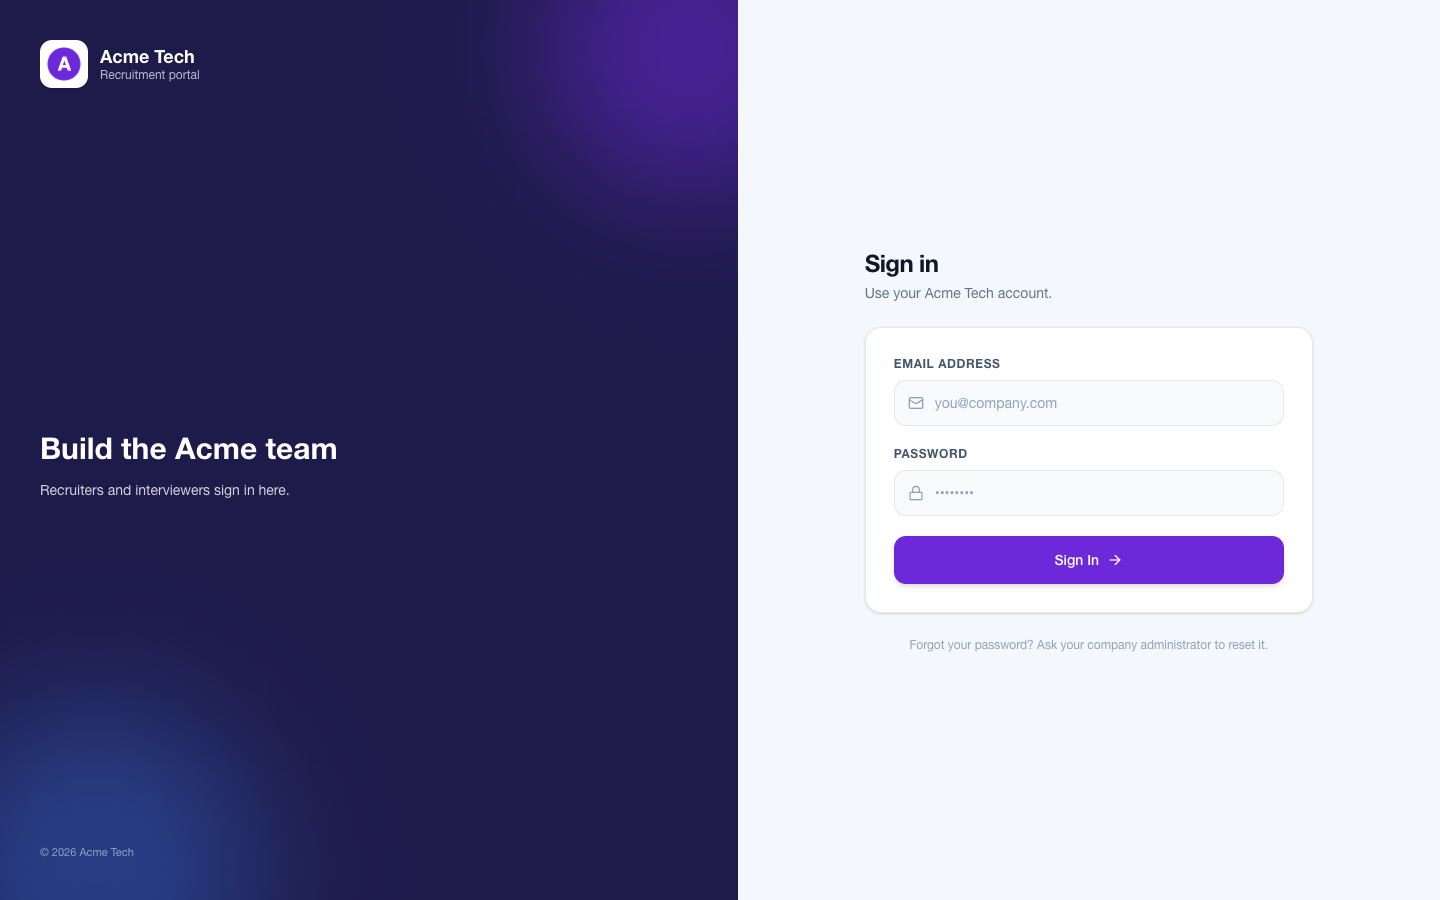 A
Acme Tech
Recruitment portal
Build the Acme team
Recruiters and interviewers sign in here.
© 2026 Acme Tech
Sign in
Use your Acme Tech account.
EMAIL ADDRESS
you@company.com
PASSWORD
••••••••
Sign In →
Forgot your password? Ask your company administrator to reset it.